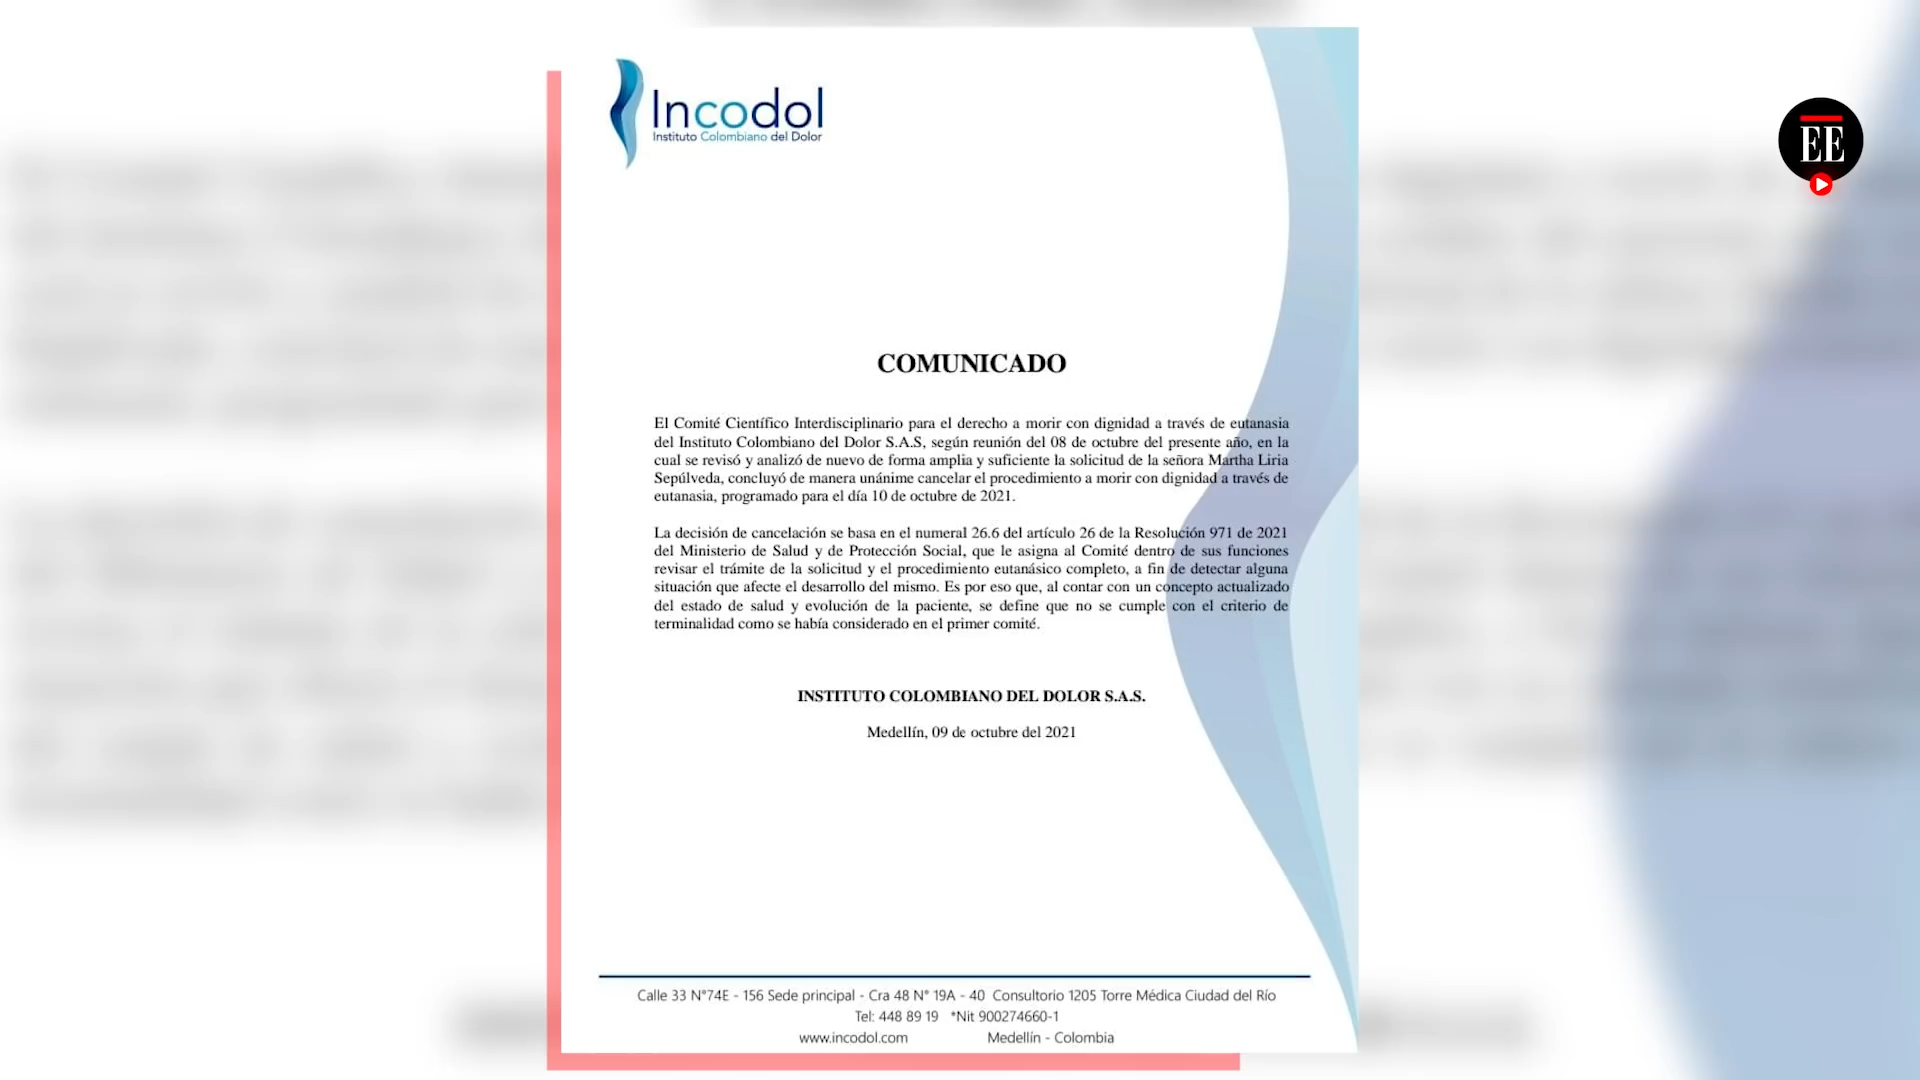 Incodol
Instituto Colombiano del Dolor
EE
COMUNICADO
El Comité Científico Interdisciplinario para el derecho a morir con dignidad a través de eutanasia
del Instituto Colombiano del Dolor S.A.S, según reunión del 08 de octubre del presente año, en la
cual se revisó y analizó de nuevo de forma amplia y suficiente la solicitud de la señora Martha Liria
Sepúlveda, concluyó de manera unánime cancelar el procedimiento a morir con dignidad a través de
eutanasia, programado para el día 10 de octubre de 2021.
La decisión de cancelación se basa en el numeral 26.6 del artículo 26 de la Resolución 971 de 2021
del Ministerio de Salud y de Protección Social, que le asigna al Comité dentro de sus funciones
revisar el trámite de la solicitud y el procedimiento eutanásico completo, a fin de detectar alguna
situación que afecte el desarrollo del mismo. Es por eso que, al contar con un concepto actualizado
del estado de salud y evolución de la paciente, se define que no se cumple con el criterio de
terminalidad como se había considerado en el primer comité.
INSTITUTO COLOMBIANO DEL DOLOR S.A.S.
Medellín, 09 de octubre del 2021
Calle 33 N°74E - 156 Sede principal - Cra 48 N° 19A - 40 Consultorio 1205 Torre Médica Ciudad del Río
Tel: 448 89 19 *Nit 900274660-1
www.incodol.com Medellín - Colombia